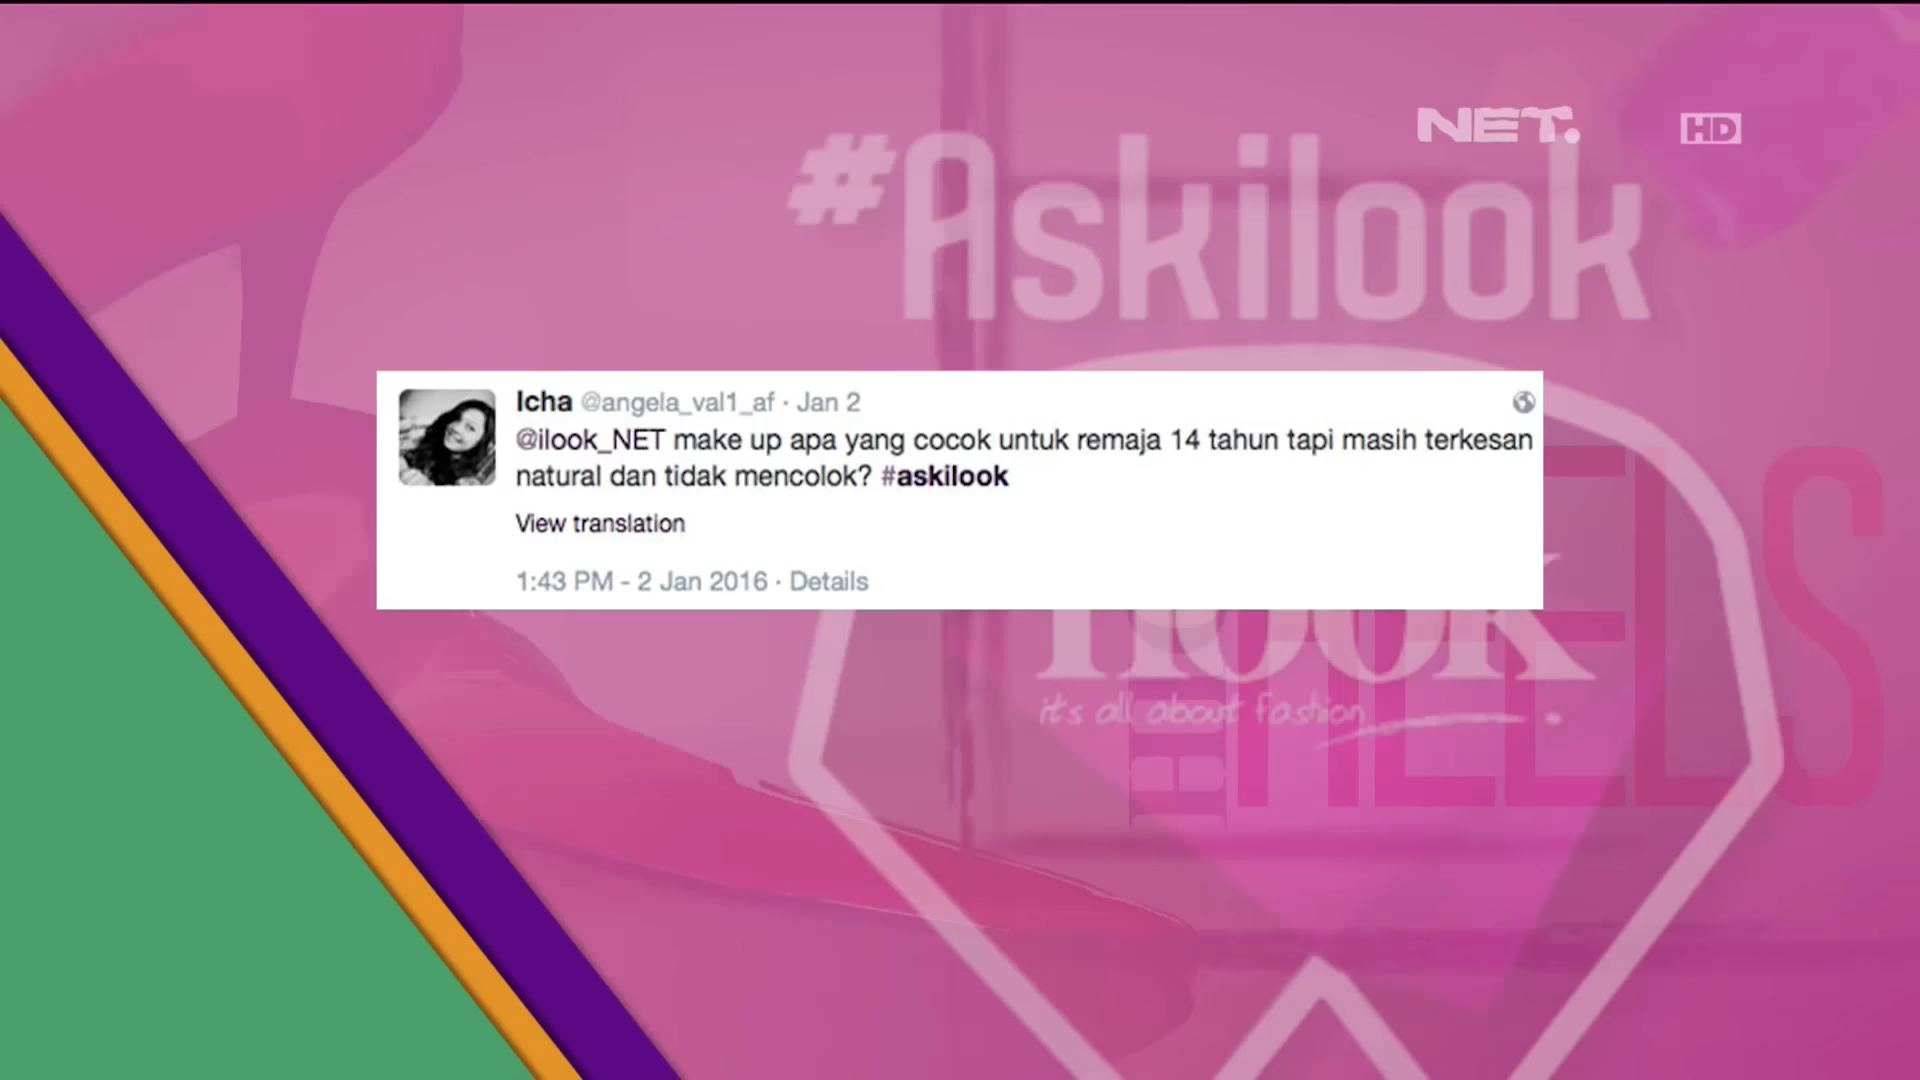 NET.
HD
#Askilook
Icha @angela_val1_af · Jan 2
@ilook_NET make up apa yang cocok untuk remaja 14 tahun tapi masih terkesan
natural dan tidak mencolok? #askilook
View translation
1:43 PM - 2 Jan 2016 · Details
ilook
it's all about fashion